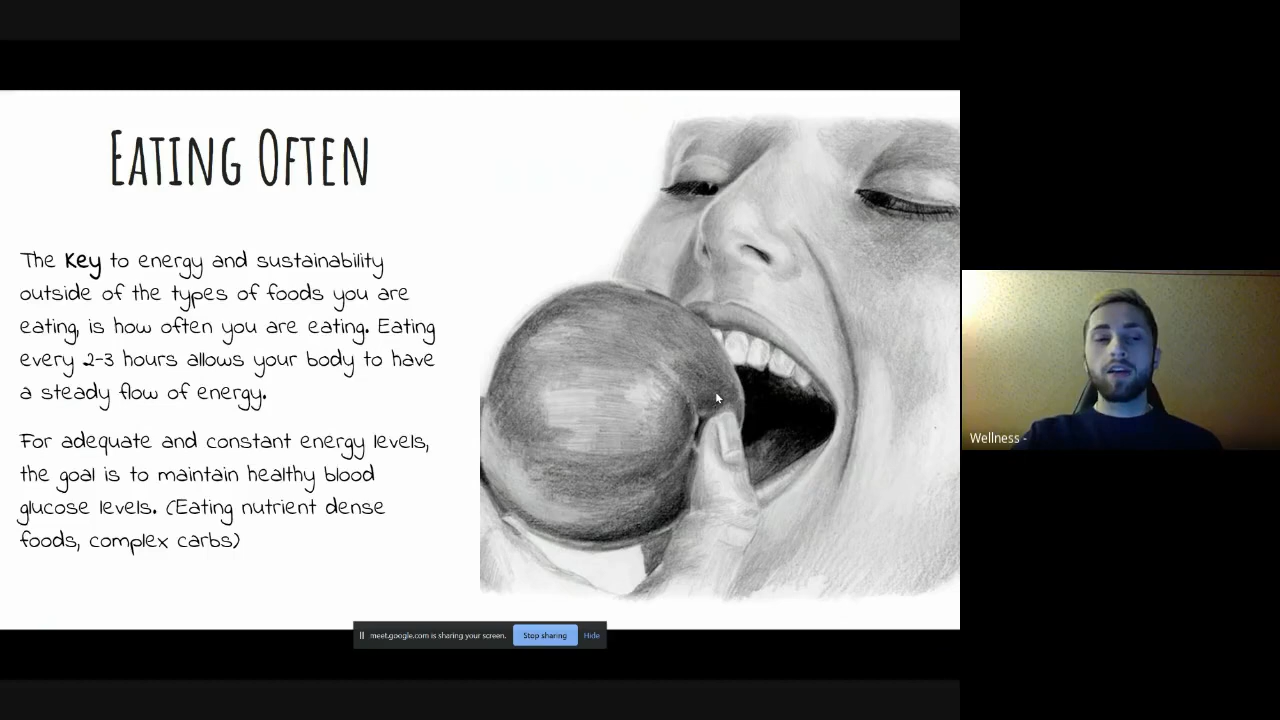 EATING OFTEN
The Key to energy and sustainability
outside of the types of foods you are
eating, is how often you are eating. Eating
every 2-3 hours allows your body to have
a steady flow of energy.
For adequate and constant energy levels,
the goal is to maintain healthy blood
glucose levels. (Eating nutrient dense
foods, complex carbs)
meet.google.com is sharing your screen. Stop sharing Hide
Wellness -